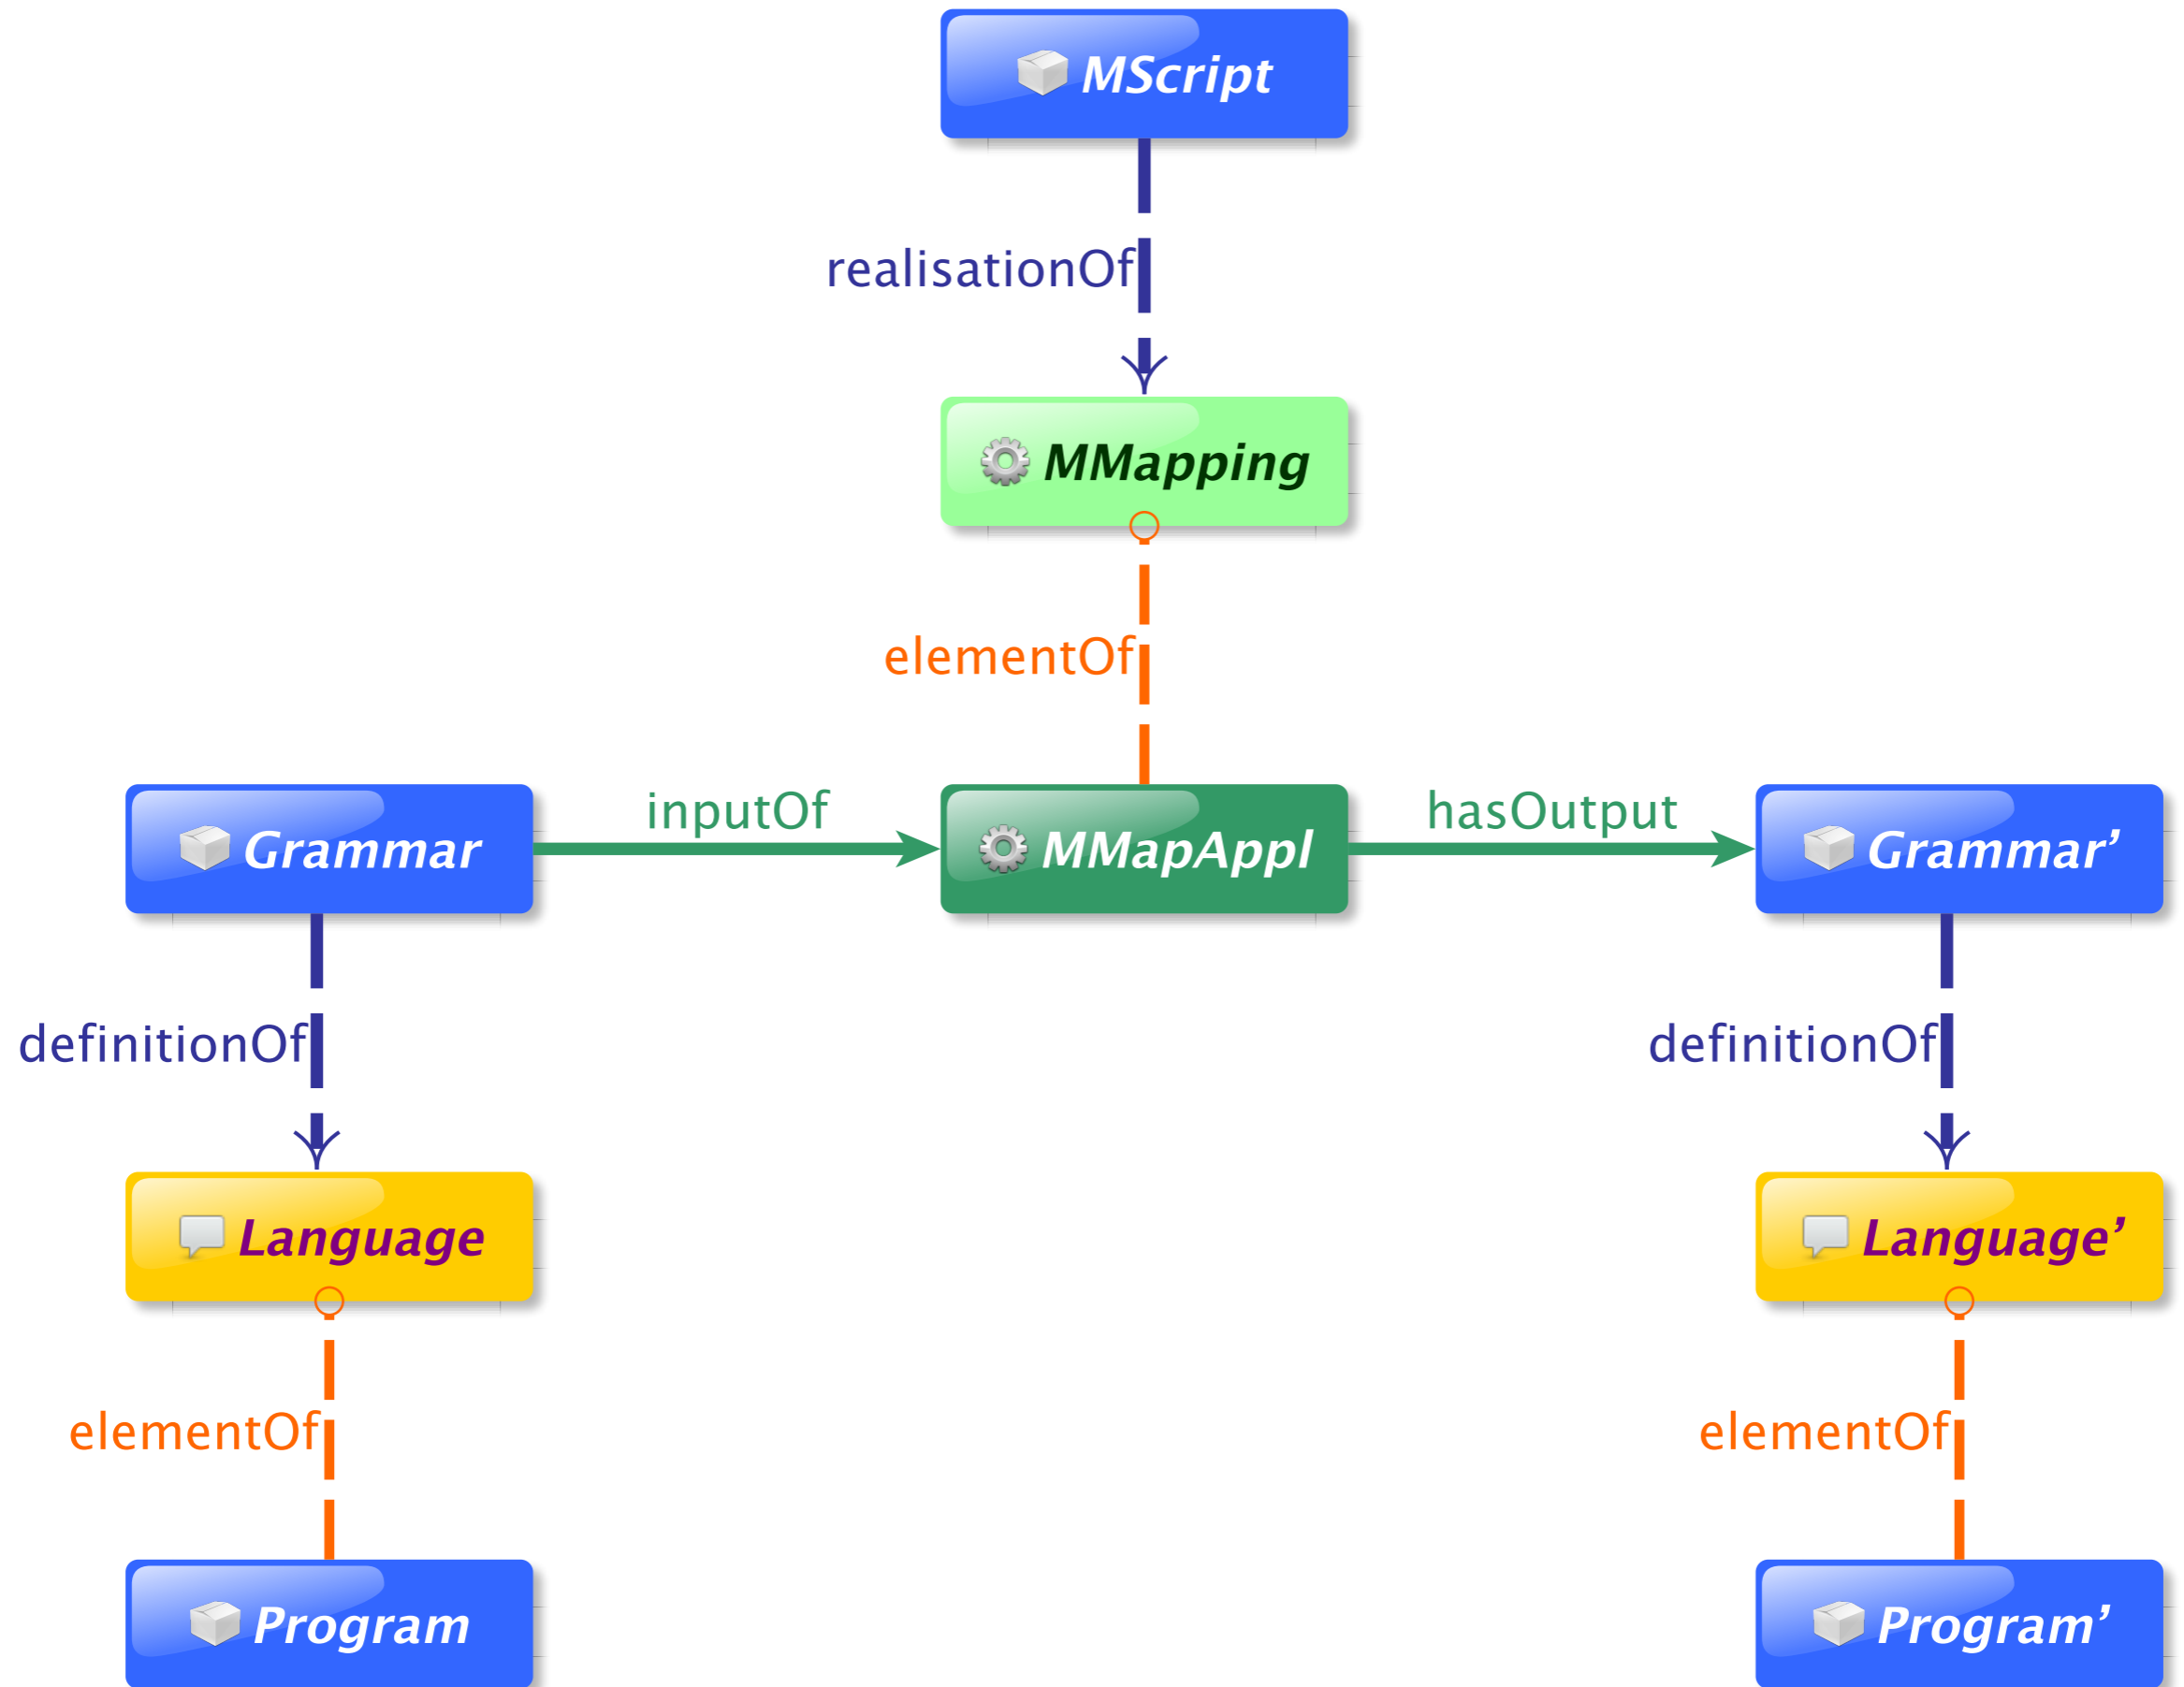 MScript
realisationOf
MMapping
elementOf
Grammar
inputOf
MMapAppl
hasOutput
Grammar’
definitionOf
definitionOf
Language
Language’
elementOf
elementOf
Program
Program’